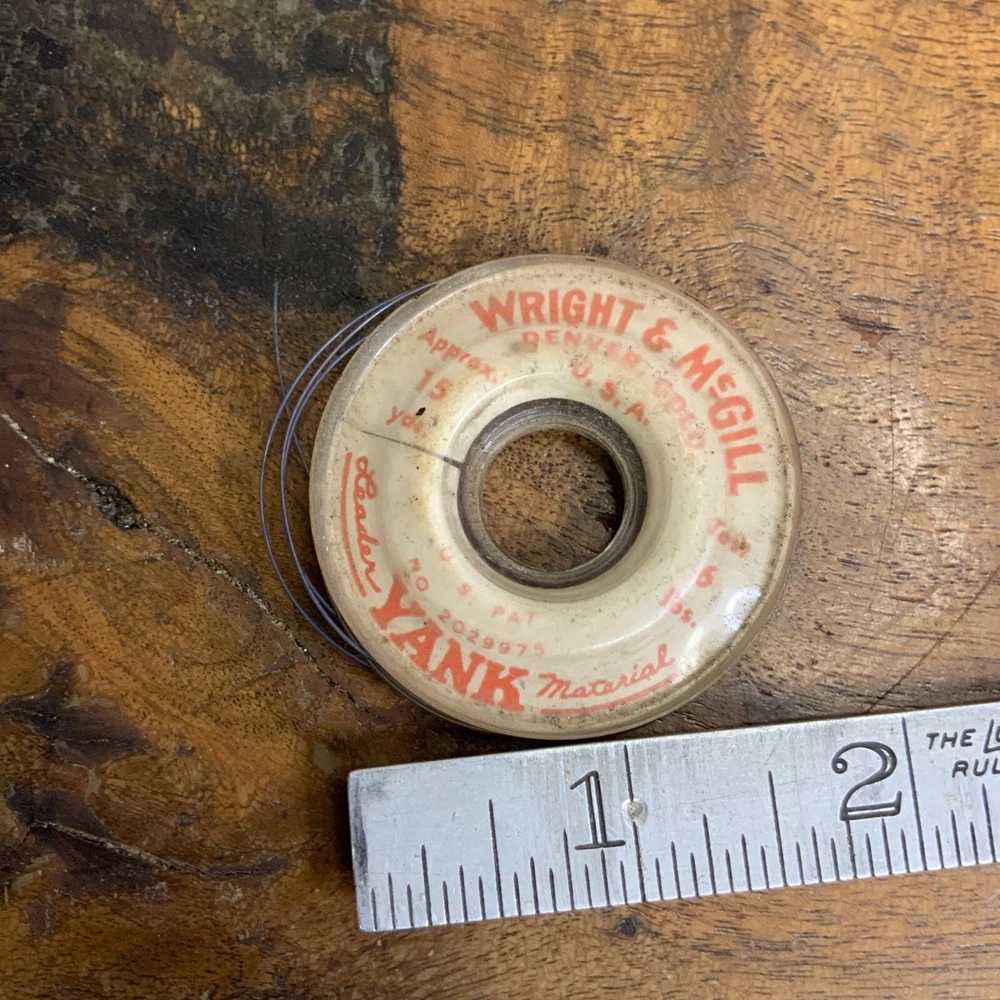 WRIGHT & McGILL
DENVER COLO.
U.S.A.
Approx.
15
yds.
Test
6
lbs.
U S PAT
NO 2029975
Leader
YANK
Material
1
2
THE